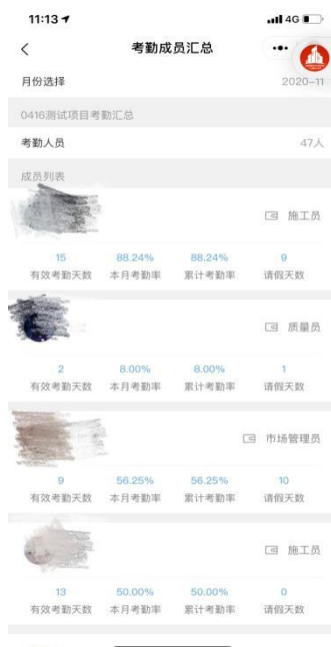 11:13
4G
考勤成员汇总
月份选择 2020-11
0416测试项目考勤汇总
考勤人员 47人
成员列表
施工员
15 88.24% 88.24% 9
有效考勤天数 本月考勤率 累计考勤率 请假天数
质量员
2 8.00% 8.00% 1
有效考勤天数 本月考勤率 累计考勤率 请假天数
市场管理员
9 56.25% 56.25% 10
有效考勤天数 本月考勤率 累计考勤率 请假天数
施工员
13 50.00% 50.00% 0
有效考勤天数 本月考勤率 累计考勤率 请假天数